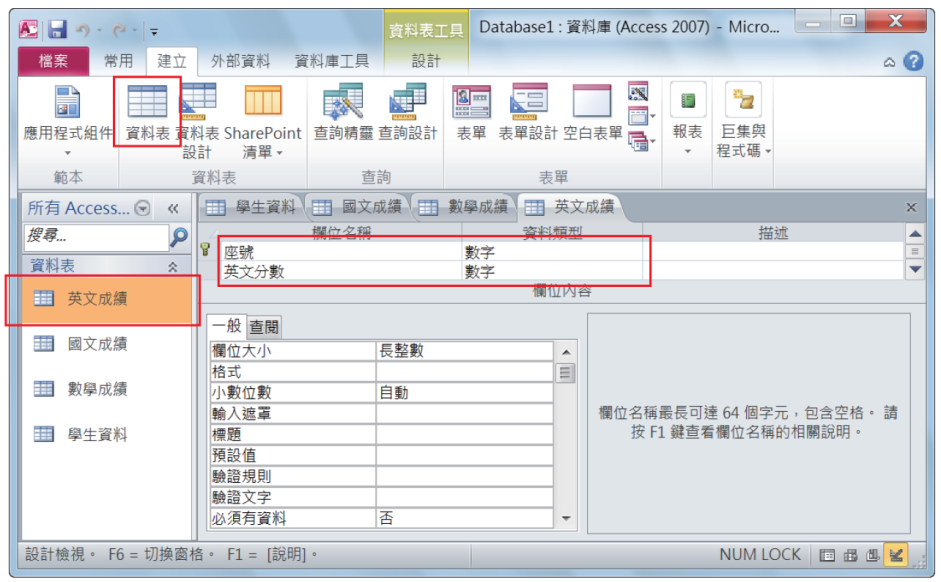 資料表工具 Database1 : 資料庫 (Access 2007) - Micro...
檔案 常用 建立 外部資料 資料庫工具 設計
應用程式組件 資料表 資料表設計 SharePoint清單 查詢精靈 查詢設計 表單 表單設計 空白表單 報表 巨集與程式碼
範本 資料表 查詢 表單
所有 Access... «
學生資料 國文成績 數學成績 英文成績
搜尋...
欄位名稱 資料類型 描述
座號 數字
英文分數 數字
資料表
英文成績
國文成績
數學成績
學生資料
欄位內容
一般 查閱
欄位大小 長整數
格式
小數位數 自動
輸入遮罩
標題
預設值
驗證規則
驗證文字
必須有資料 否
欄位名稱最長可達 64 個字元，包含空格。 請
按 F1 鍵查看欄位名稱的相關說明。
設計檢視。 F6 = 切換窗格。 F1 = [說明]。 NUM LOCK